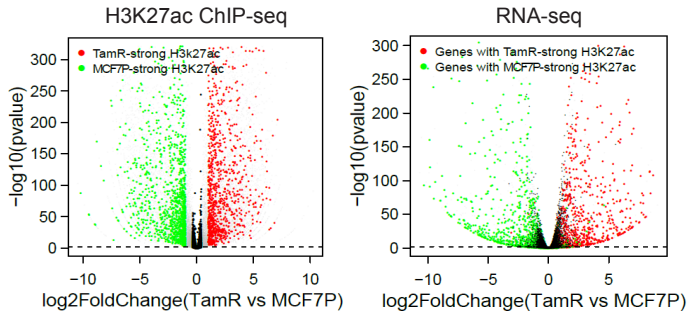 H3K27ac ChIP-seq
TamR-strong H3k27ac
MCF7P-strong H3K27ac
−log10(pvalue)
300
250
200
150
100
50
0
−10
−5
0
5
10
log2FoldChange(TamR vs MCF7P)
RNA-seq
Genes with TamR-strong H3k27ac
Genes with MCF7P-strong H3K27ac
−log10(pvalue)
300
250
200
150
100
50
0
−10
−5
0
5
log2FoldChange(TamR vs MCF7P)